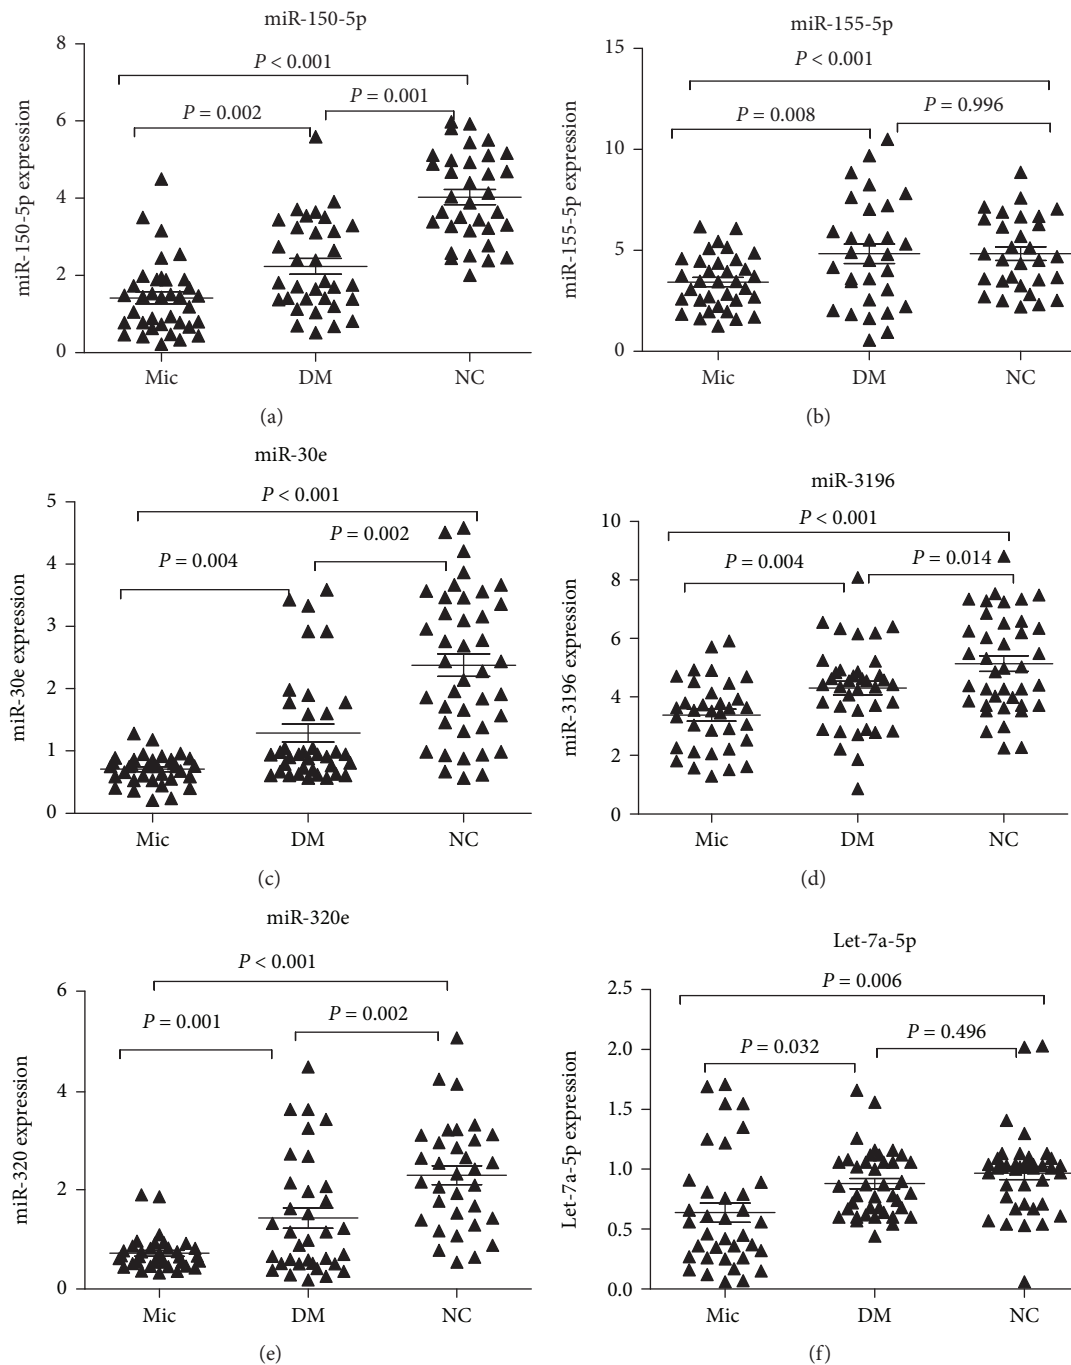 miR-150-5p
miR-150-5p expression
8
6
4
2
0
P < 0.001
P = 0.002
P = 0.001
Mic
DM
NC
(a)
miR-155-5p
miR-155-5p expression
15
10
5
0
P < 0.001
P = 0.008
P = 0.996
Mic
DM
NC
(b)
miR-30e
miR-30e expression
5
4
3
2
1
0
P < 0.001
P = 0.004
P = 0.002
Mic
DM
NC
(c)
miR-3196
miR-3196 expression
10
8
6
4
2
0
P < 0.001
P = 0.004
P = 0.014
Mic
DM
NC
(d)
miR-320e
miR-320 expression
6
4
2
0
P < 0.001
P = 0.001
P = 0.002
Mic
DM
NC
(e)
Let-7a-5p
Let-7a-5p expression
2.5
2.0
1.5
1.0
0.5
0.0
P = 0.006
P = 0.032
P = 0.496
Mic
DM
NC
(f)